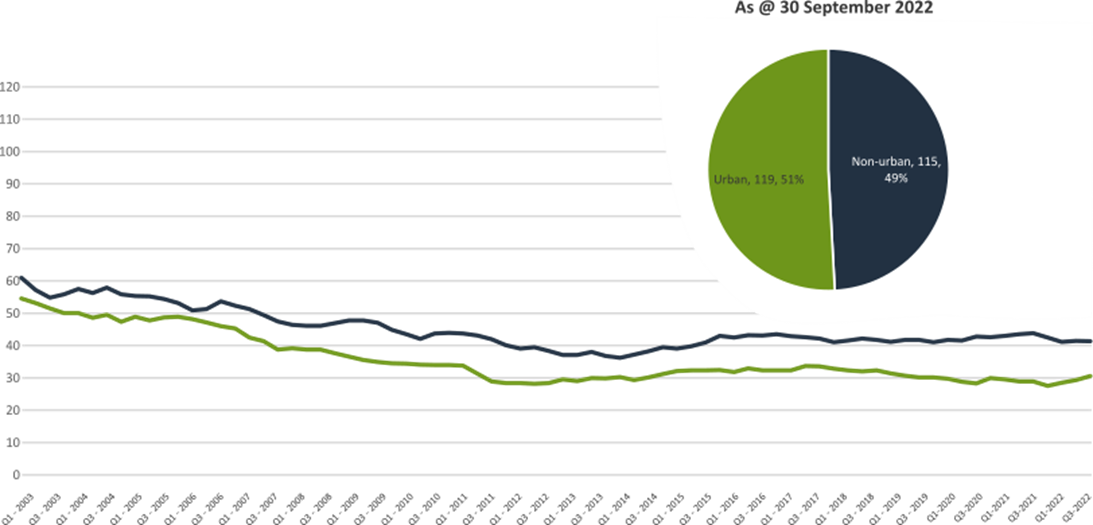 As @ 30 September 2022
120
110
100
90
80
70
60
50
40
30
20
10
0
Non-urban, 115,
49%
Urban, 119, 51%
Q1 - 2003
Q3 - 2003
Q1 - 2004
Q4 - 2004
Q1 - 2005
Q3 - 2005
Q1 - 2006
Q3 - 2006
Q1 - 2007
Q3 - 2007
Q1 - 2008
Q3 - 2008
Q1 - 2009
Q3 - 2009
Q1 - 2010
Q3 - 2010
Q1 - 2011
Q3 - 2011
Q1 - 2012
Q3 - 2012
Q1 - 2013
Q3 - 2013
Q1 - 2014
Q3 - 2014
Q1 - 2015
Q3 - 2015
Q1 - 2016
Q3 - 2016
Q1 - 2017
Q3 - 2017
Q1 - 2018
Q3 - 2018
Q1 - 2019
Q3 - 2019
Q1 - 2020
Q3 - 2020
Q1 - 2021
Q3 - 2021
Q1 - 2022
Q3-2022